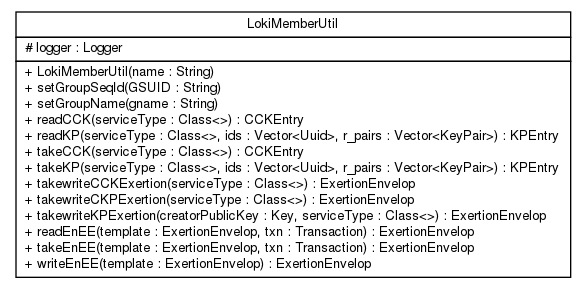 LokiMemberUtil
# logger : Logger
+ LokiMemberUtil(name : String)
+ setGroupSeqId(GSUID : String)
+ setGroupName(gname : String)
+ readCCK(serviceType : Class<>) : CCKEntry
+ readKP(serviceType : Class<>, ids : Vector<Uuid>, r_pairs : Vector<KeyPair>) : KPEntry
+ takeCCK(serviceType : Class<>) : CCKEntry
+ takeKP(serviceType : Class<>, ids : Vector<Uuid>, r_pairs : Vector<KeyPair>) : KPEntry
+ takewriteCCKExertion(serviceType : Class<>) : ExertionEnvelop
+ takewriteCKPExertion(serviceType : Class<>) : ExertionEnvelop
+ takewriteKPExertion(creatorPublicKey : Key, serviceType : Class<>) : ExertionEnvelop
+ readEnEE(template : ExertionEnvelop, txn : Transaction) : ExertionEnvelop
+ takeEnEE(template : ExertionEnvelop, txn : Transaction) : ExertionEnvelop
+ writeEnEE(template : ExertionEnvelop) : ExertionEnvelop